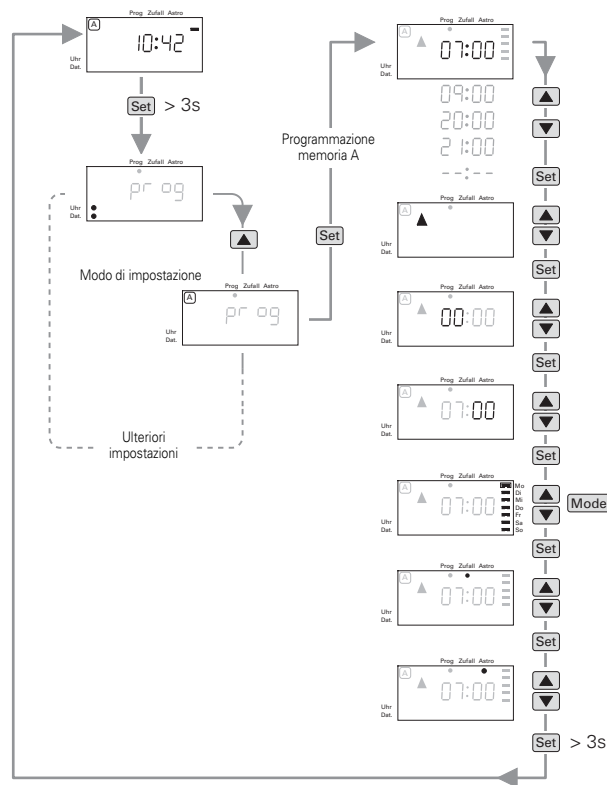 Prog Zufall Astro
A
10:42
Uhr
Dat.
Set > 3s
Prog Zufall Astro
prog
Uhr
Dat.
Modo di impostazione
Prog Zufall Astro
A
prog
Uhr
Dat.
Ulteriori
impostazioni
Programmazione
memoria A
Set
Prog Zufall Astro
A
07:00
Uhr
Dat.
09:00
20:00
21:00
--:--
Set
Prog Zufall Astro
A
Uhr
Dat.
Set
Prog Zufall Astro
A
00:00
Uhr
Dat.
Set
Prog Zufall Astro
A
07:00
Uhr
Dat.
Set
Prog Zufall Astro
A
07:00
Mo
Di
Mi
Do
Fr
Sa
So
Uhr
Dat.
Mode
Set
Prog Zufall Astro
A
07:00
Uhr
Dat.
Set
Prog Zufall Astro
A
07:00
Uhr
Dat.
Set > 3s